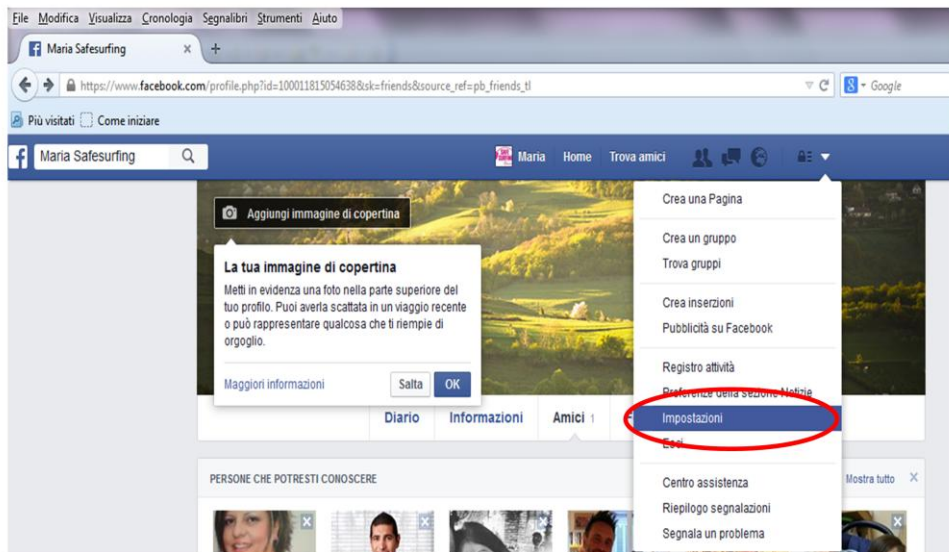 File Modifica Visualizza Cronologia Segnalibri Strumenti Aiuto
Maria Safesurfing × +
https://www.facebook.com/profile.php?id=100011815054638&sk=friends&source_ref=pb_friends_tl
Google
Più visitati Come iniziare
Maria Safesurfing
Maria Home Trova amici
Crea una Pagina
Crea un gruppo
Trova gruppi
Crea inserzioni
Pubblicità su Facebook
Registro attività
Preferenze della sezione Notizie
Impostazioni
Esci
Centro assistenza
Riepilogo segnalazioni
Segnala un problema
Aggiungi immagine di copertina
La tua immagine di copertina
Metti in evidenza una foto nella parte superiore del
tuo profilo. Puoi averla scattata in un viaggio recente
o può rappresentare qualcosa che ti riempie di
orgoglio.
Maggiori informazioni Salta OK
Diario Informazioni Amici 1
PERSONE CHE POTRESTI CONOSCERE
Mostra tutto ×